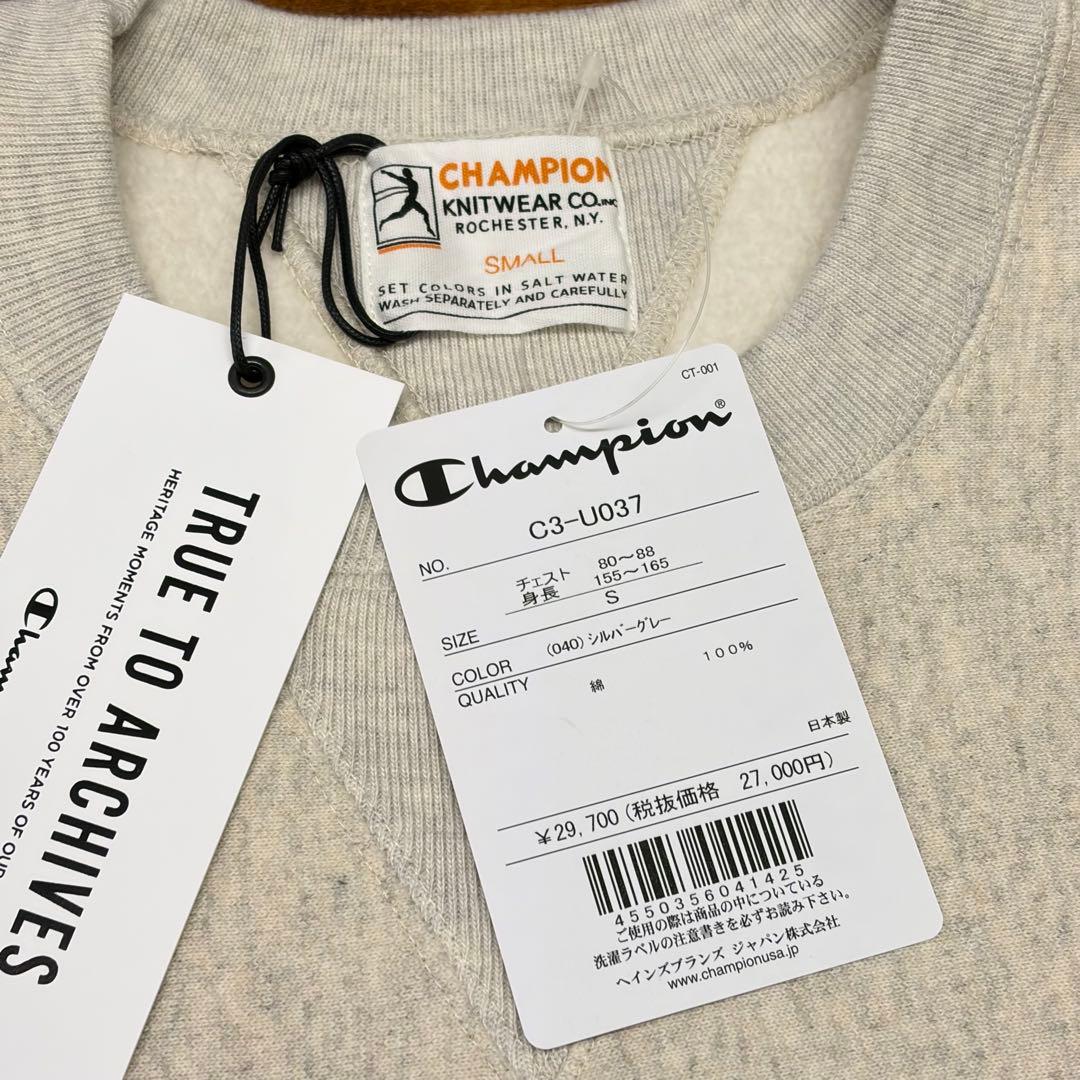 CHAMPION
KNITWEAR CO.INC
ROCHESTER, N.Y.
SMALL
SET COLORS IN SALT WATER
WASH SEPARATELY AND CAREFULLY
TRUE TO ARCHIVES
HERITAGE MOMENTS FROM OVER 100 YEARS OF OUR
Cham
CT-001
Champion®
NO. C3-U037
チェスト 80～88
身長 155～165
SIZE S
COLOR (040)シルバーグレー
QUALITY 綿 100%
日本製
¥29,700(税抜価格 27,000円)
4550356041425
ご使用の際は商品の中についている
洗濯ラベルの注意書きを必ずお読み下さい。
ヘインズブランズ ジャパン株式会社
www.championusa.jp